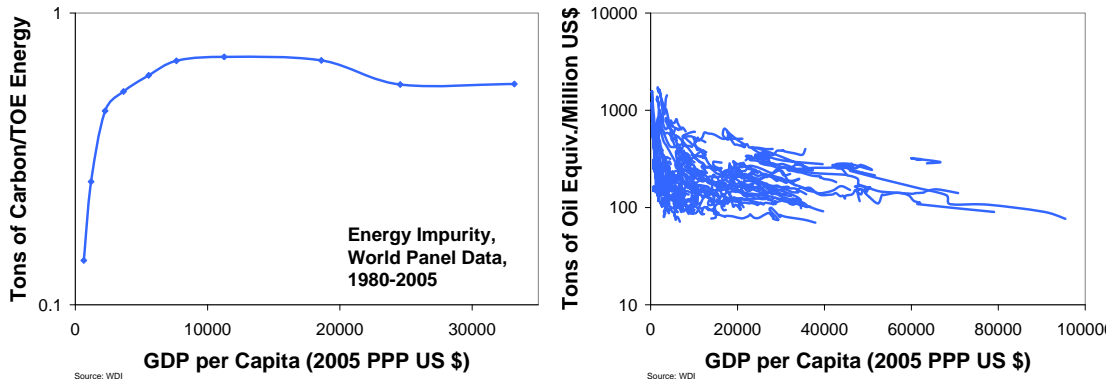 Tons of Carbon/TOE Energy
1
0.1
0
10000
20000
30000
Energy Impurity,
World Panel Data,
1980-2005
GDP per Capita (2005 PPP US $)
Source: WDI
Tons of Oil Equiv./Million US$
10000
1000
100
10
0
20000
40000
60000
80000
100000
GDP per Capita (2005 PPP US $)
Source: WDI